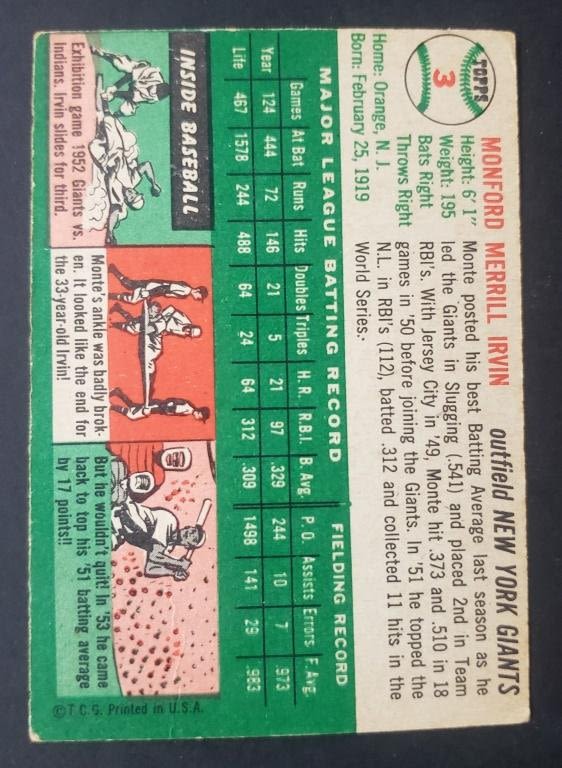 TOPPS
3
MONFORD MERRILL IRVIN
outfield NEW YORK GIANTS
Height: 6' 1"
Weight: 195
Bats Right
Throws Right
Home: Orange, N. J.
Born: February 25, 1919
Monte posted his best Batting Average last season as he
led the Giants in Slugging (.541) and placed 2nd in Team
RBI's. With Jersey City in '49, Monte hit .373 and .510 in 18
games in '50 before joining the Giants. In '51 he topped the
N.L. in RBI's (112), batted .312 and collected 11 hits in the
World Series.
MAJOR LEAGUE BATTING RECORD FIELDING RECORD
Games At Bat Runs Hits Doubles Triples H. R. R.B.I. B. Avg. P. O. Assists Errors F. Avg.
Year 124 444 72 146 21 5 21 97 .329 244 10 7 .973
Life 467 1578 244 488 64 24 64 312 .309 1498 141 29 .983
INSIDE BASEBALL
Exhibition game 1952 Giants vs.
Indians. Irvin slides for third.
Monte's ankle was badly brok-
en. It looked like the end for
the 33-year-old Irvin!
But he wouldn't quit! In '53 he came
back to top his '51 batting average
by 17 points!!
© T. C. G. Printed in U. S. A.